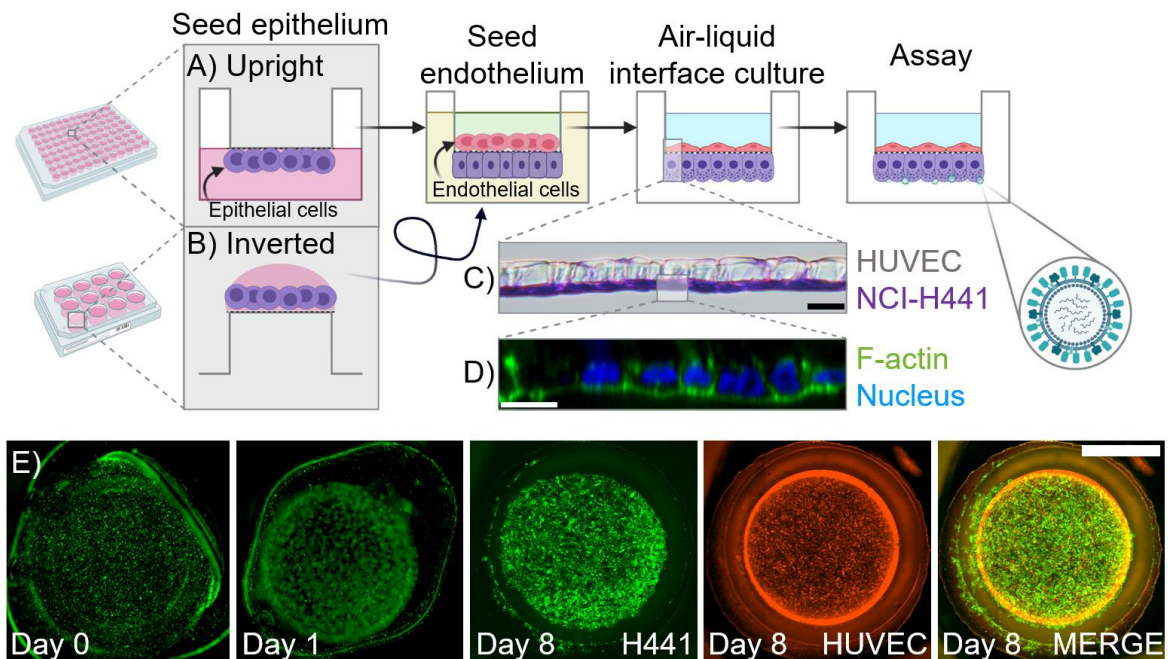 Seed epithelium
A) Upright
Epithelial cells
B) Inverted
Seed
endothelium
Endothelial cells
Air-liquid
interface culture
Assay
C)
HUVEC
NCI-H441
D)
F-actin
Nucleus
E)
Day 0
Day 1
Day 8 H441
Day 8 HUVEC
Day 8 MERGE